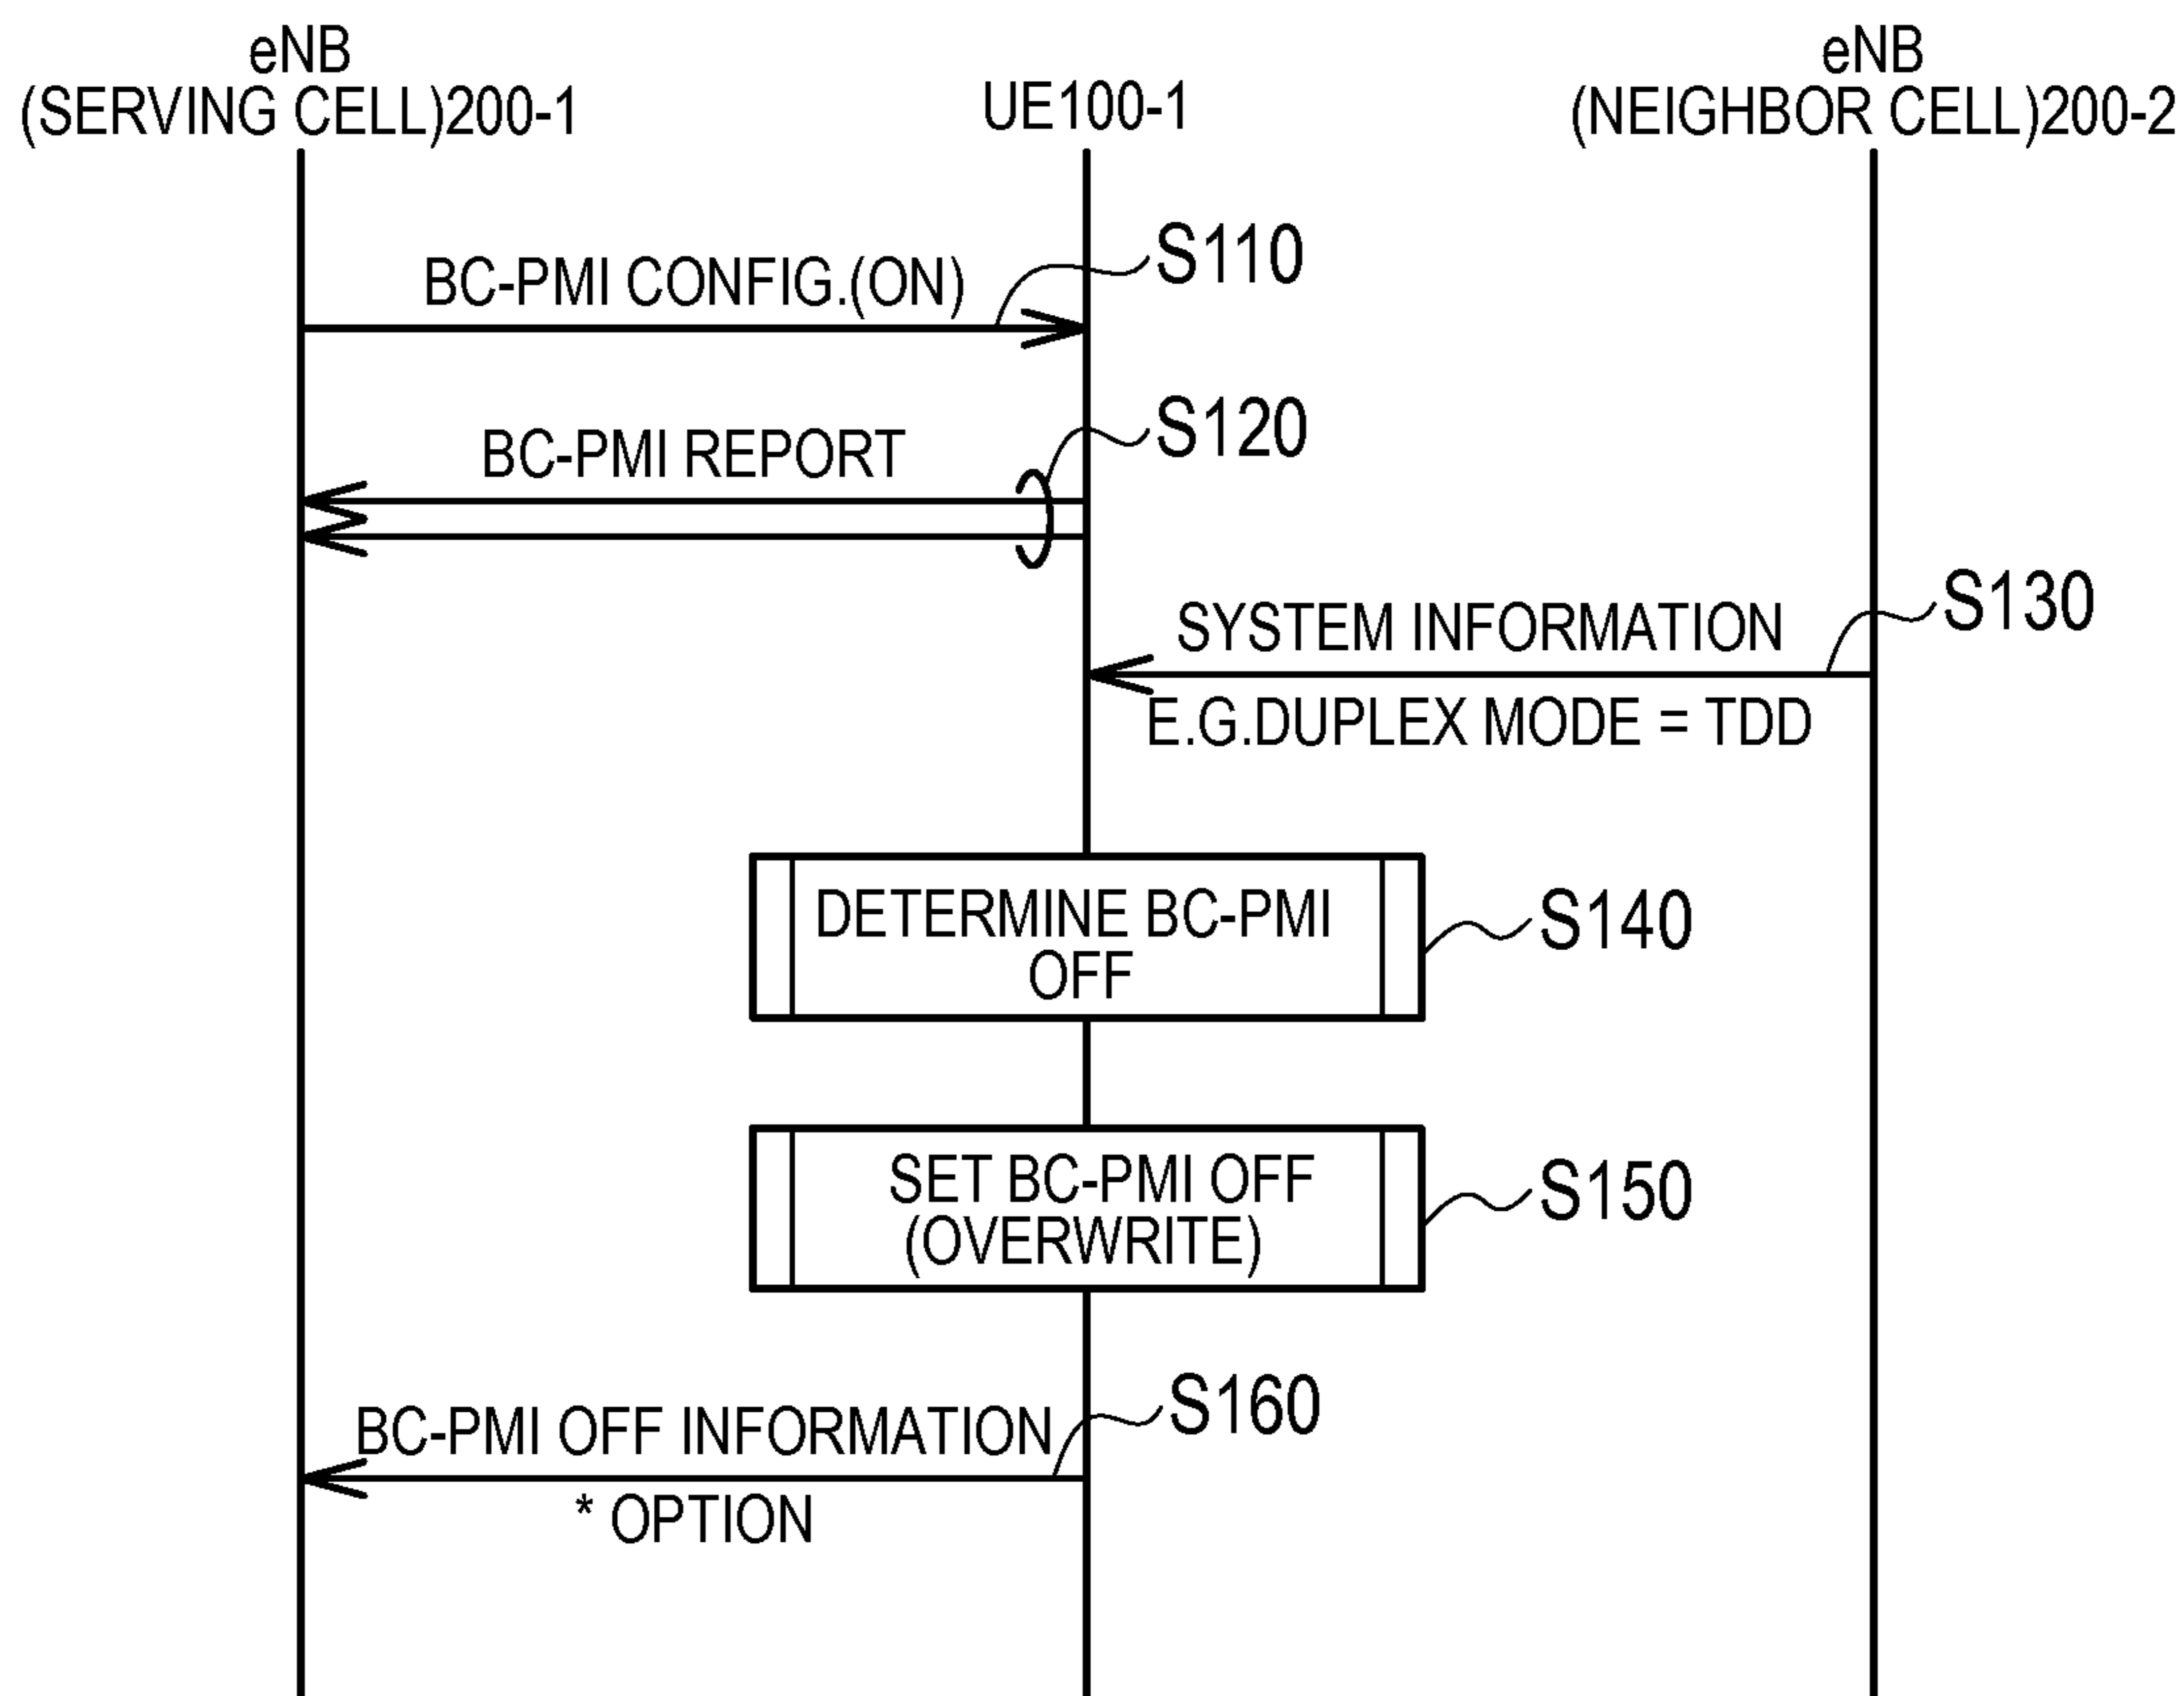 eNB
(SERVING CELL)200-1
UE100-1
eNB
(NEIGHBOR CELL)200-2
BC-PMI CONFIG.(ON)
S110
BC-PMI REPORT
S120
SYSTEM INFORMATION
S130
E.G.DUPLEX MODE = TDD
DETERMINE BC-PMI
OFF
S140
SET BC-PMI OFF
(OVERWRITE)
S150
BC-PMI OFF INFORMATION
S160
* OPTION